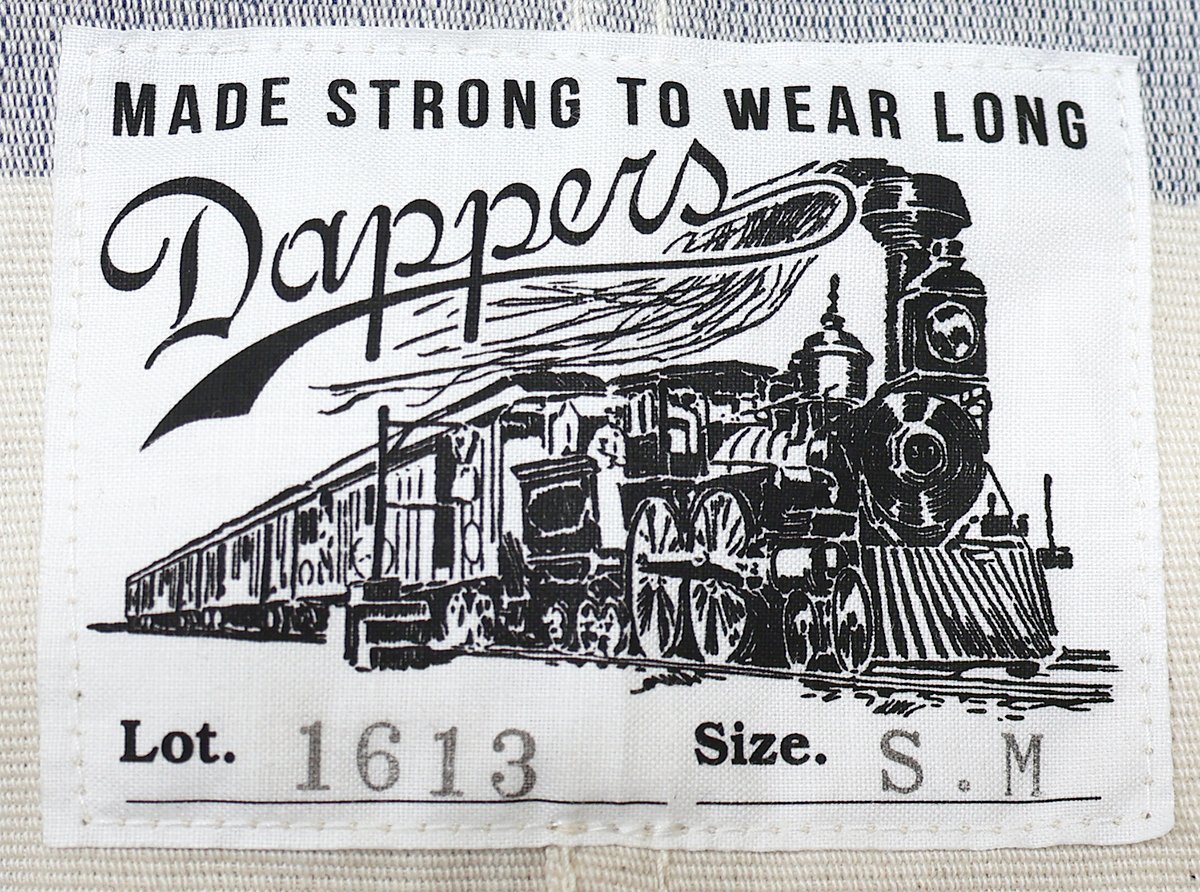 MADE STRONG TO WEAR LONG
Dappers
Lot. 1613 Size. S.M